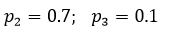 p₂ = 0.7;  p₃ = 0.1